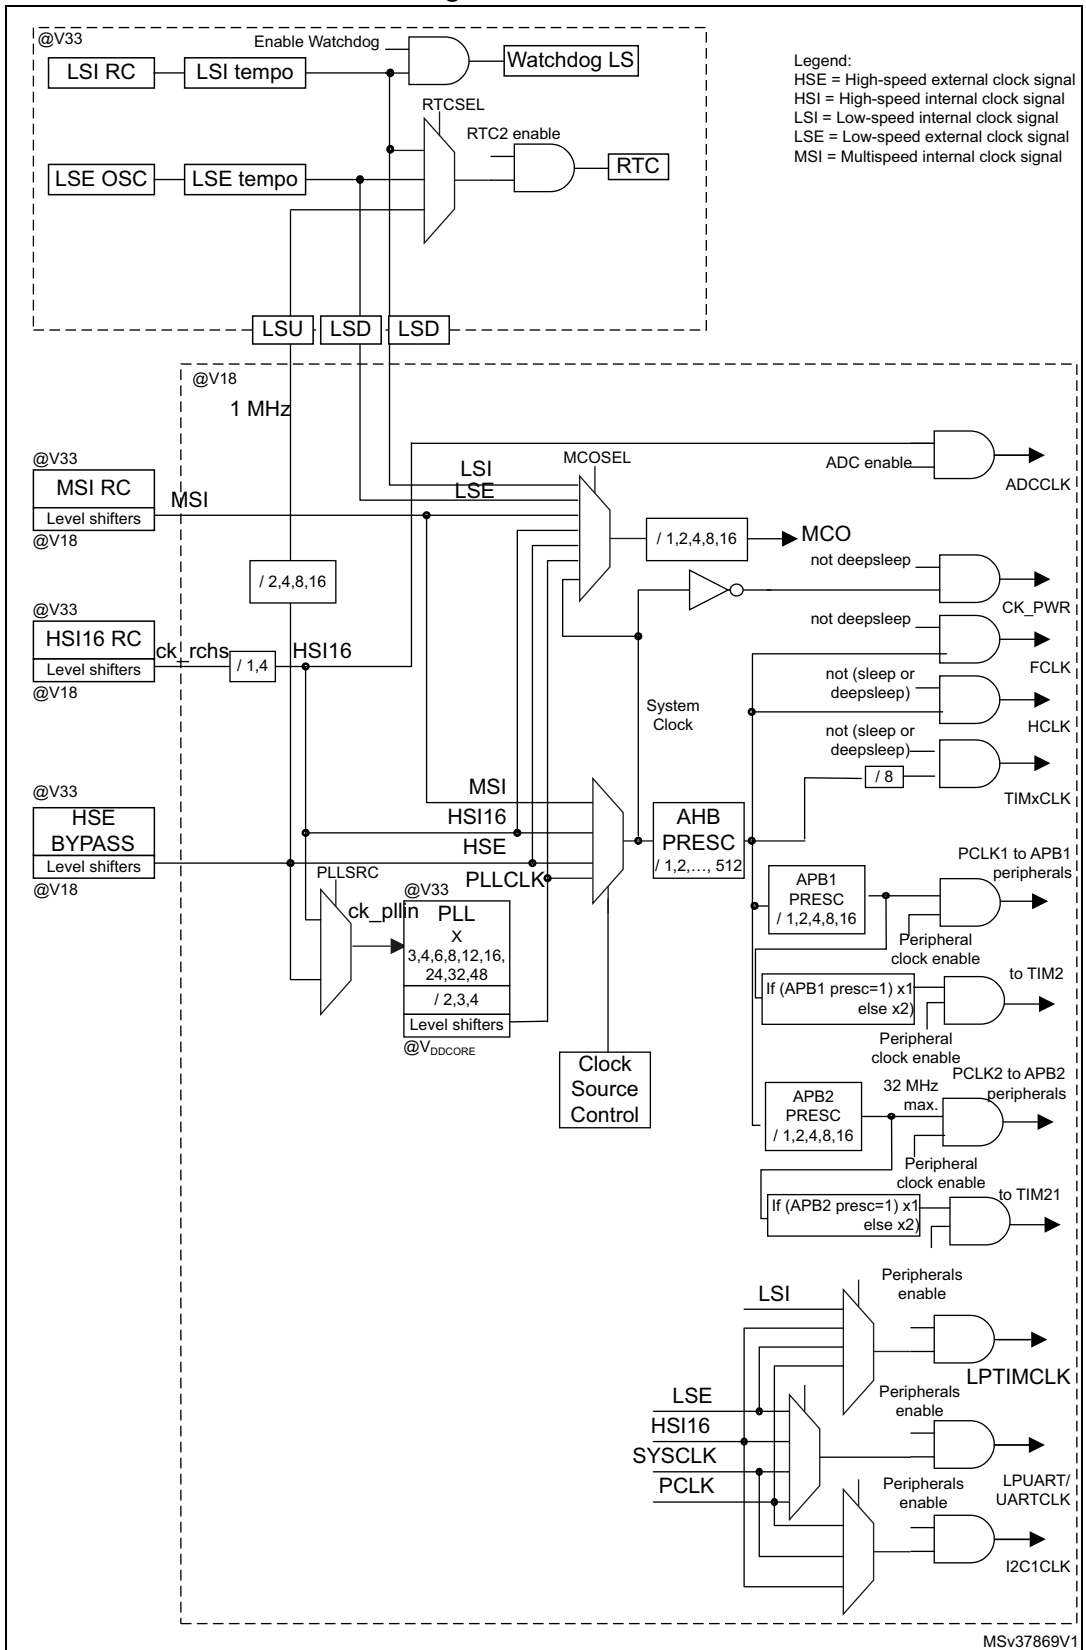 @V33
Enable Watchdog
LSI RC
LSI tempo
Watchdog LS
Legend:
HSE = High-speed external clock signal
HSI = High-speed internal clock signal
LSI = Low-speed internal clock signal
LSE = Low-speed external clock signal
MSI = Multispeed internal clock signal
RTCSEL
RTC2 enable
LSE OSC
LSE tempo
RTC
LSU
LSD
LSD
@V18
1 MHz
@V33
MSI RC
Level shifters
@V18
MSI
LSI
LSE
MCOSEL
ADC enable
ADCCLK
/ 1,2,4,8,16
MCO
/ 2,4,8,16
not deepsleep
CK_PWR
@V33
HSI16 RC
Level shifters
@V18
ck_rchs
/ 1,4
HSI16
not deepsleep
FCLK
System
Clock
not (sleep or
deepsleep)
HCLK
not (sleep or
deepsleep)
/ 8
TIMxCLK
@V33
HSE
BYPASS
Level shifters
@V18
MSI
HSI16
HSE
PLLCLK
AHB
PRESC
/ 1,2,..., 512
PLLSRC
ck_pllin
@V33
PLL
X
3,4,6,8,12,16,
24,32,48
/ 2,3,4
Level shifters
@VDDCORE
Clock
Source
Control
APB1
PRESC
/ 1,2,4,8,16
PCLK1 to APB1
peripherals
Peripheral
clock enable
If (APB1 presc=1) x1
else x2)
to TIM2
Peripheral
clock enable
APB2
PRESC
/ 1,2,4,8,16
32 MHz
max.
PCLK2 to APB2
peripherals
Peripheral
clock enable
If (APB2 presc=1) x1
else x2)
to TIM21
LSI
Peripherals
enable
LPTIMCLK
LSE
HSI16
SYSCLK
PCLK
Peripherals
enable
LPUART/
UARTCLK
Peripherals
enable
I2C1CLK
MSv37869V1